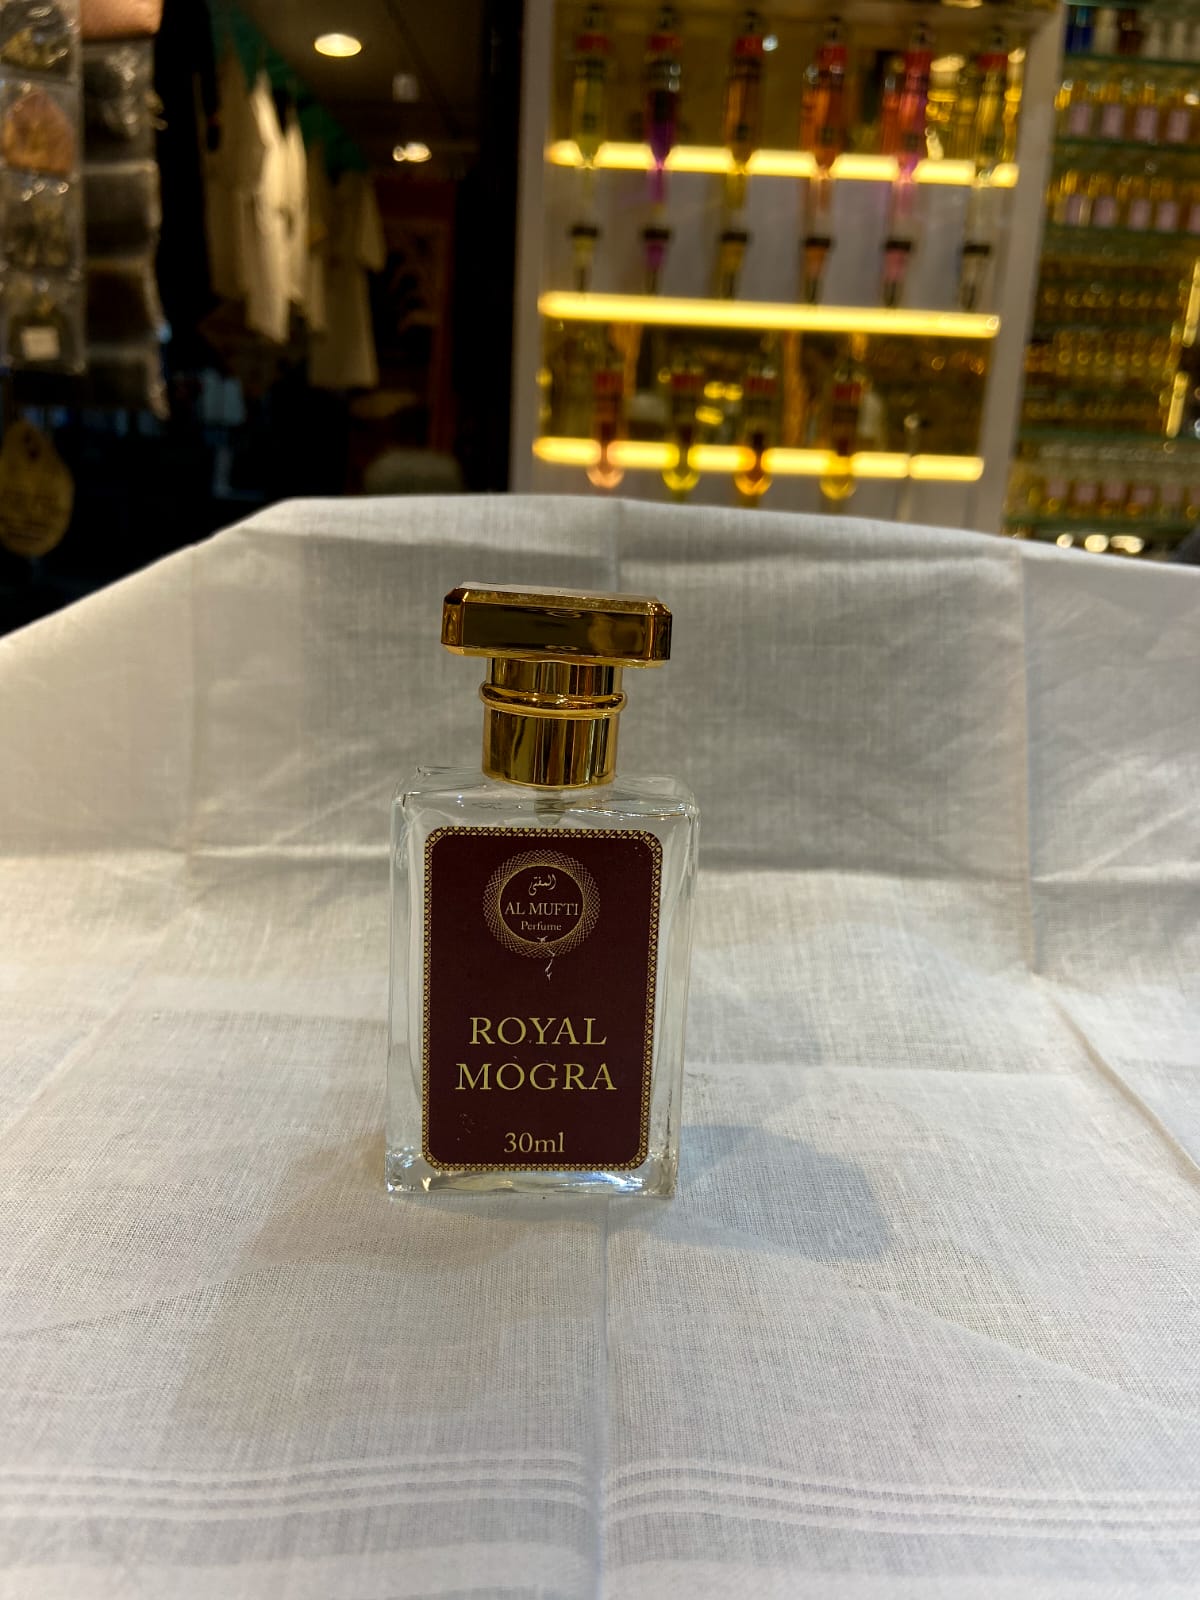 المفتي
AL MUFTI
Perfume
ROYAL
MOGRA
30ml